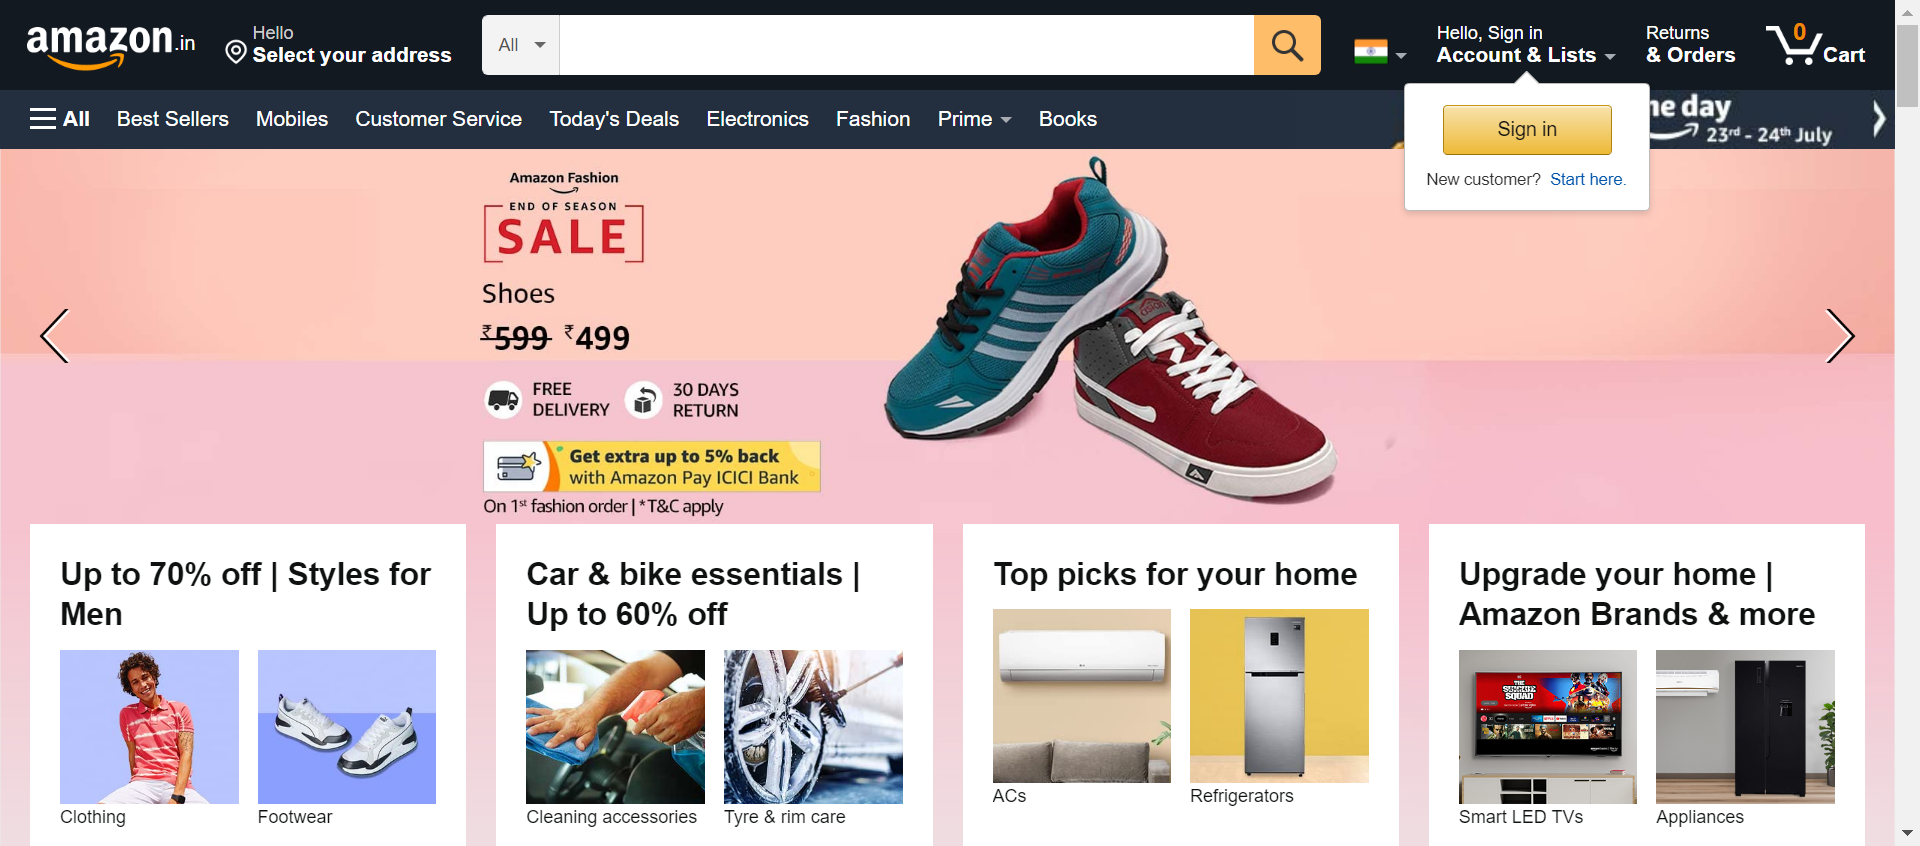 amazon.in
Hello
Select your address
All
Hello, Sign in
Account & Lists
Returns
& Orders
0
Cart
All
Best Sellers
Mobiles
Customer Service
Today's Deals
Electronics
Fashion
Prime
Books
Sign in
New customer? Start here.
me day
23rd - 24th July
Amazon Fashion
END OF SEASON
SALE
Shoes
₹599 ₹499
FREE
DELIVERY
30 DAYS
RETURN
Get extra up to 5% back
with Amazon Pay ICICI Bank
On 1st fashion order | *T&C apply
Up to 70% off | Styles for
Men
Clothing
Footwear
Car & bike essentials |
Up to 60% off
Cleaning accessories
Tyre & rim care
Top picks for your home
LG
ACs
Refrigerators
Upgrade your home |
Amazon Brands & more
THE
SUICIDE
SQUAD
Smart LED TVs
Appliances